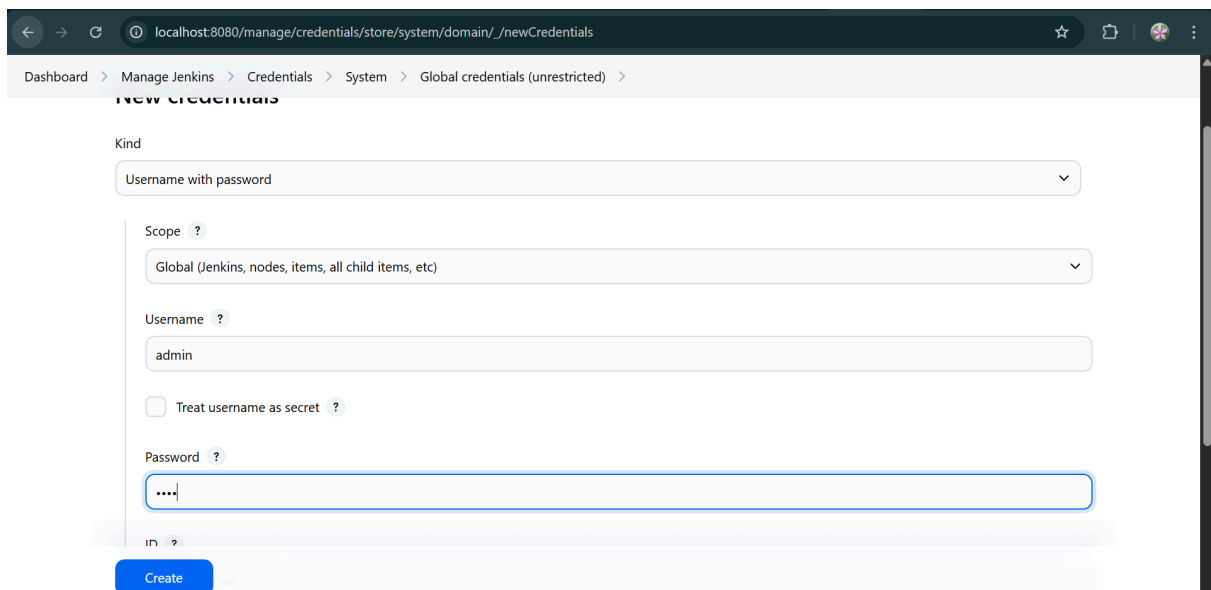 localhost:8080/manage/credentials/store/system/domain/_/newCredentials
Dashboard > Manage Jenkins > Credentials > System > Global credentials (unrestricted) >
New credentials
Kind
Username with password
Scope ?
Global (Jenkins, nodes, items, all child items, etc)
Username ?
admin
Treat username as secret ?
Password ?
••••
ID ?
Create